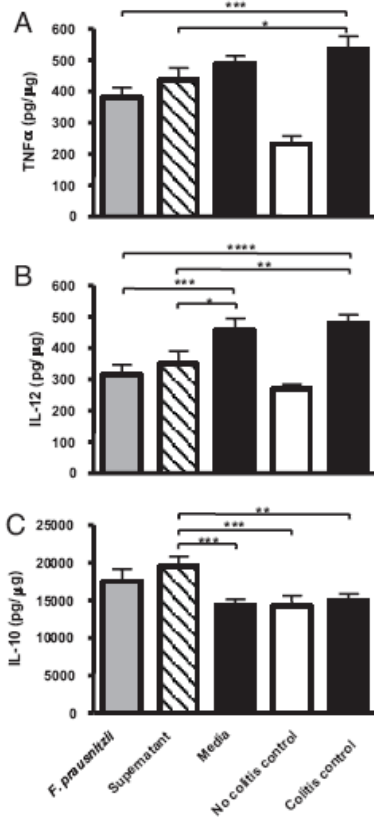 A
***
*
600
500
400
300
200
100
0
TNFα (pg/µg)
B
****
**
***
*
600
500
400
300
200
100
0
IL-12 (pg/µg)
C
**
***
***
25000
20000
15000
10000
5000
0
IL-10 (pg/µg)
F. prausnitzii
Supernatant
Media
No colitis control
Colitis control